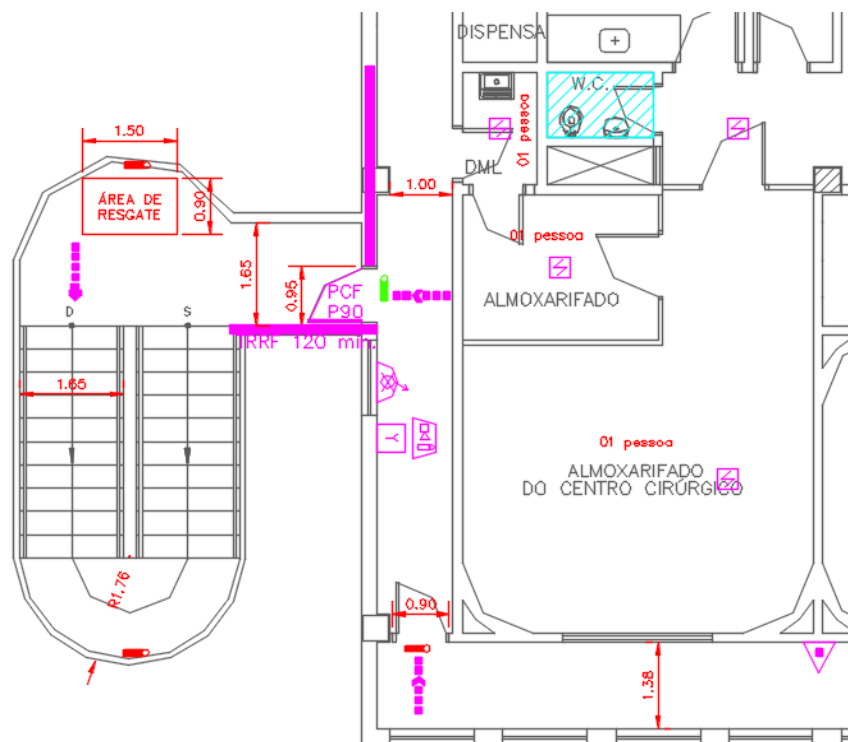 DISPENSA
W.C.
01 pessoa
DML
1.50
0.90
ÁREA DE
RESGATE
1.00
1.65
0.95
PCF
P90
TRRF 120 min.
01 pessoa
ALMOXARIFADO
D
S
1.65
Y
01 pessoa
ALMOXARIFADO
DO CENTRO CIRÚRGICO
R1.76
0.90
1.38